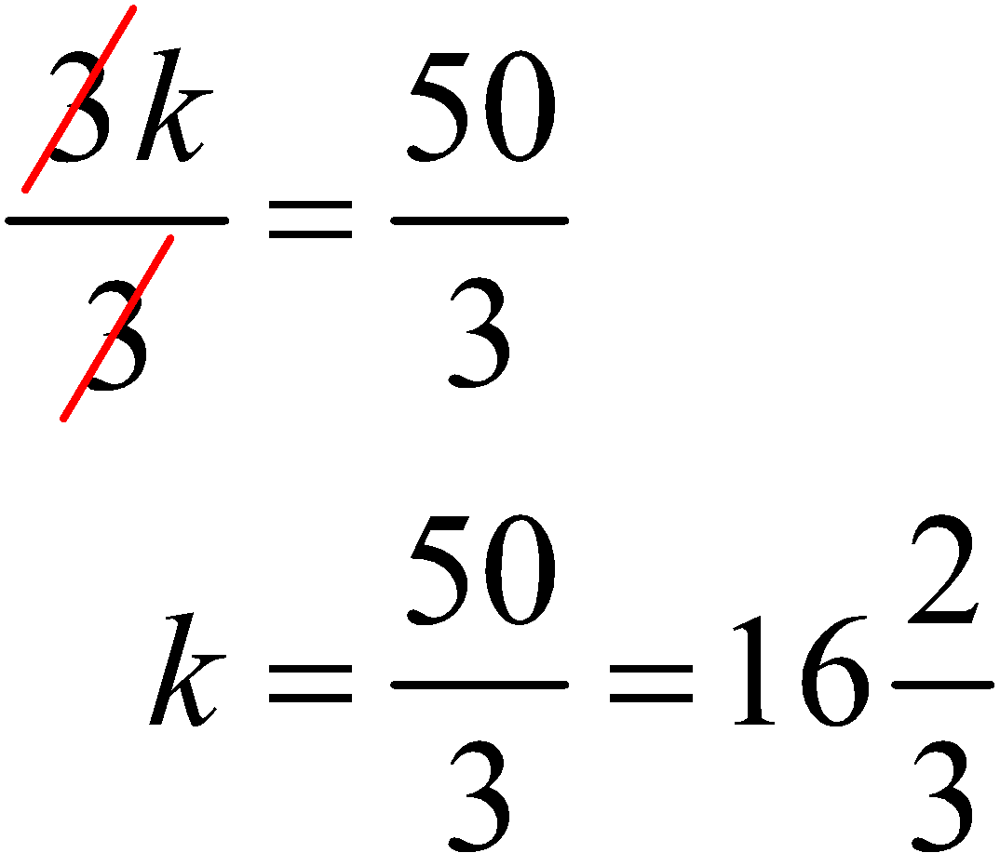 3k/3 = 50/3
k = 50/3 = 16 2/3